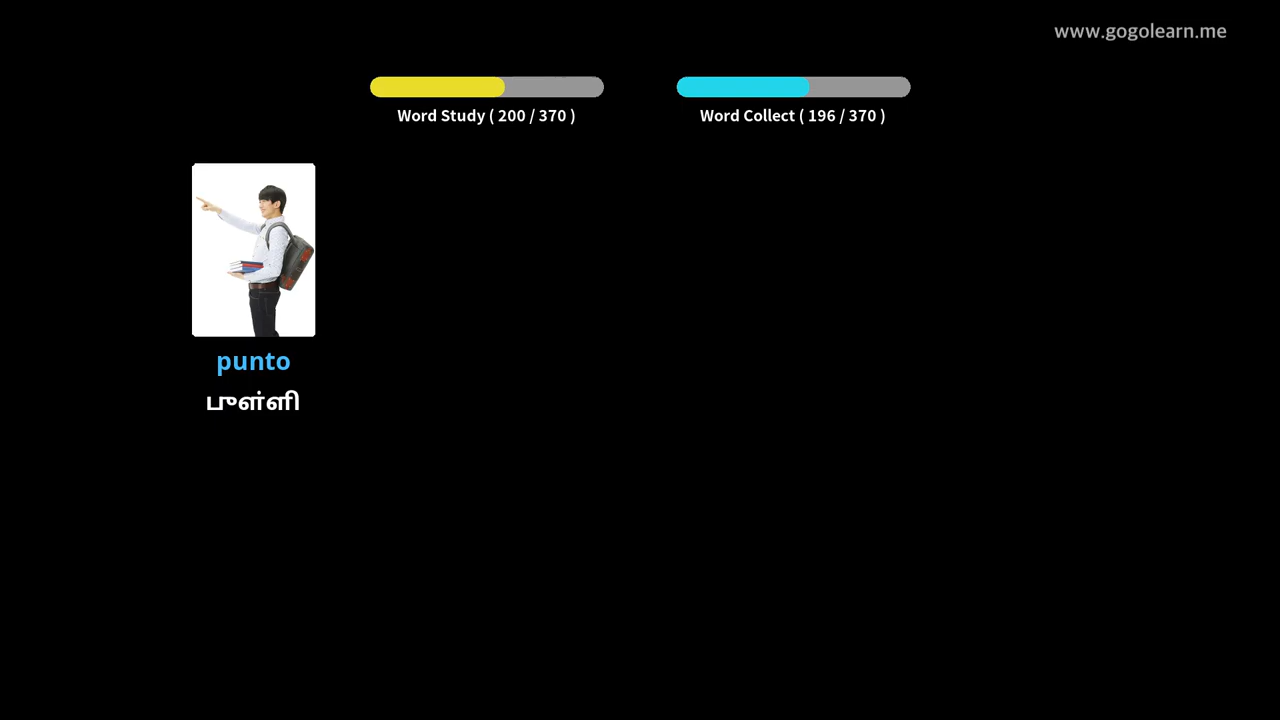 www.gogolearn.me
Word Study ( 200 / 370 )
Word Collect ( 196 / 370 )
punto
புள்ளி